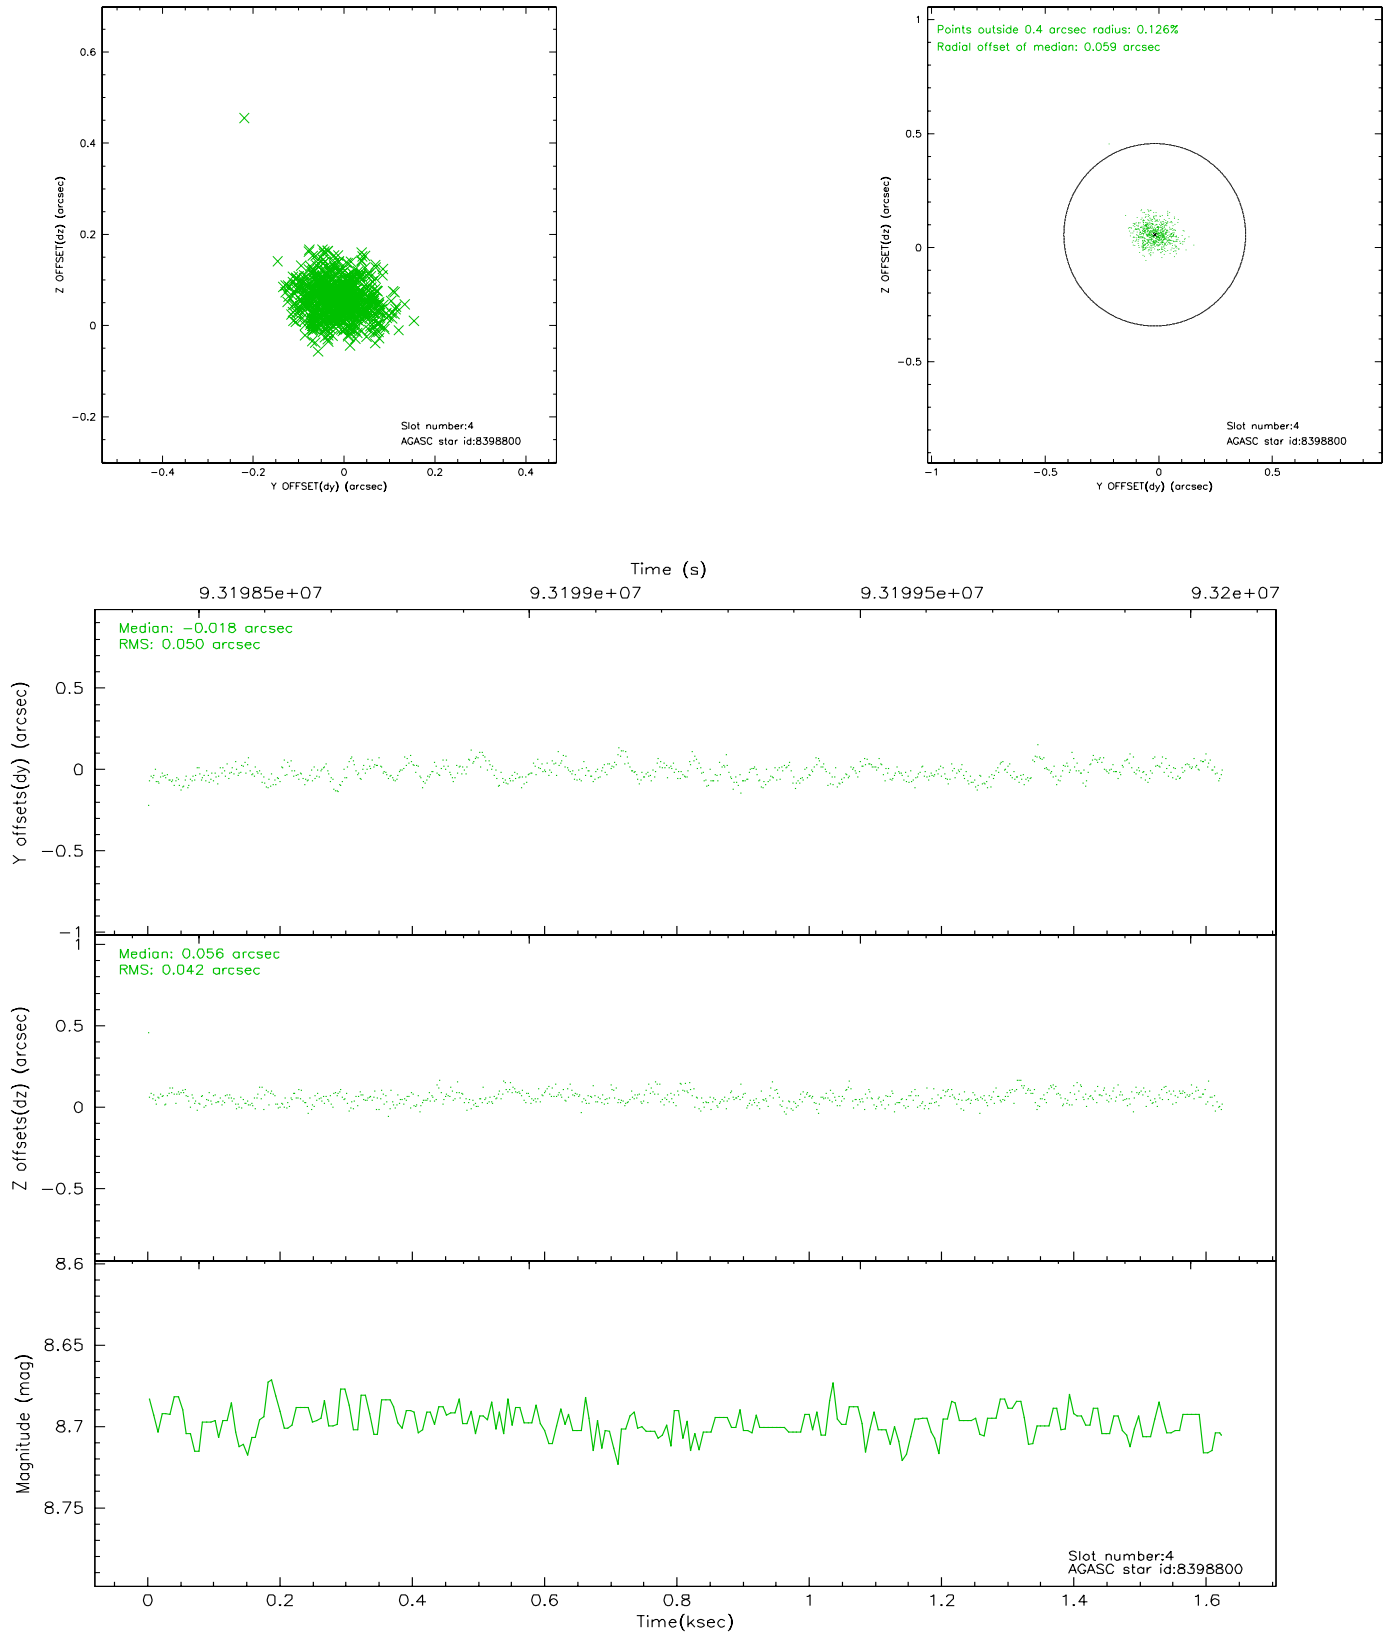 0.6
0.4
0.2
0
−0.2
Z OFFSET(dz) (arcsec)
Slot number:4
AGASC star id:8398800
−0.4 −0.2 0 0.2 0.4
Y OFFSET(dy) (arcsec)
Points outside 0.4 arcsec radius: 0.126%
Radial offset of median: 0.059 arcsec
1
0.5
0
−0.5
Z OFFSET(dz) (arcsec)
Slot number:4
AGASC star id:8398800
−1 −0.5 0 0.5
Y OFFSET(dy) (arcsec)
Time (s)
9.31985e+07 9.3199e+07 9.31995e+07 9.32e+07
Median: −0.018 arcsec
RMS: 0.050 arcsec
0.5
0
−0.5
−1
Y offsets(dy) (arcsec)
Median: 0.056 arcsec
RMS: 0.042 arcsec
1
0.5
0
−0.5
Z offsets(dz) (arcsec)
8.6
8.65
8.7
8.75
Magnitude (mag)
Slot number:4
AGASC star id:8398800
0 0.2 0.4 0.6 0.8 1 1.2 1.4 1.6
Time(ksec)